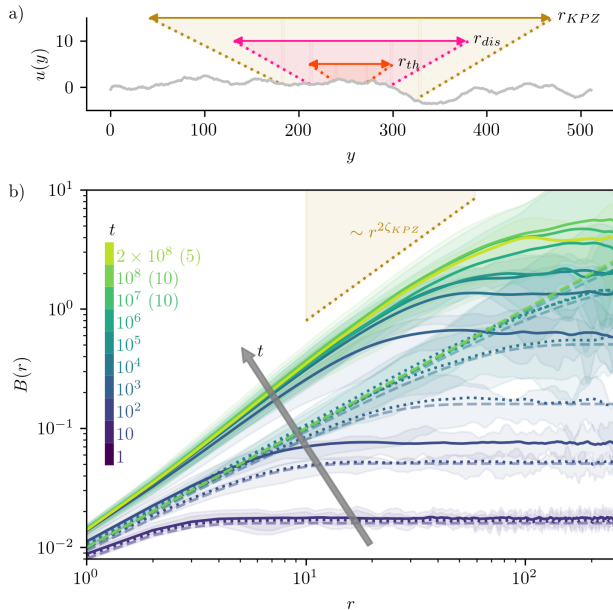 a)
r_KPZ
r_dis
r_th
u(y)
10
0
0 100 200 300 400 500
y
b)
10^1
10^0
10^−1
10^−2
B(r)
t
2 × 10^8 (5)
10^8 (10)
10^7 (10)
10^6
10^5
10^4
10^3
10^2
10
1
∼ r^{2ζ_KPZ}
t
10^0 10^1 10^2
r